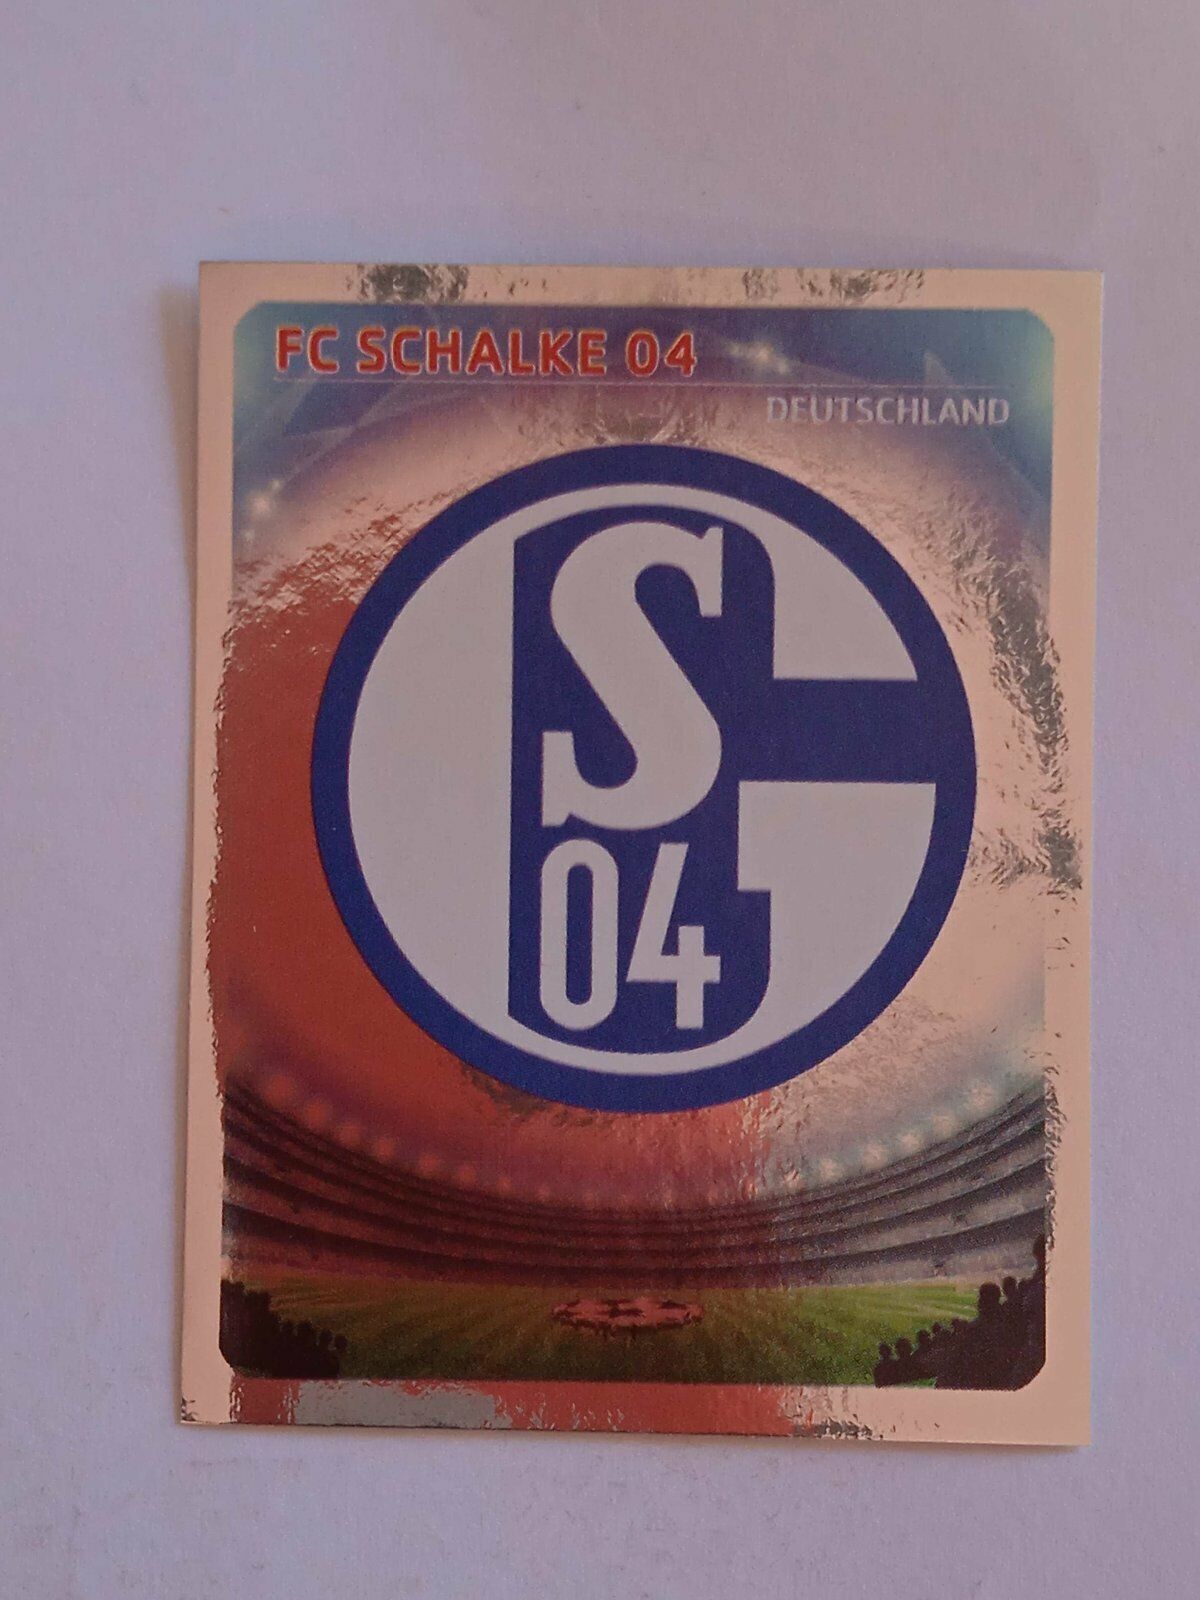 FC SCHALKE 04
DEUTSCHLAND
S
04